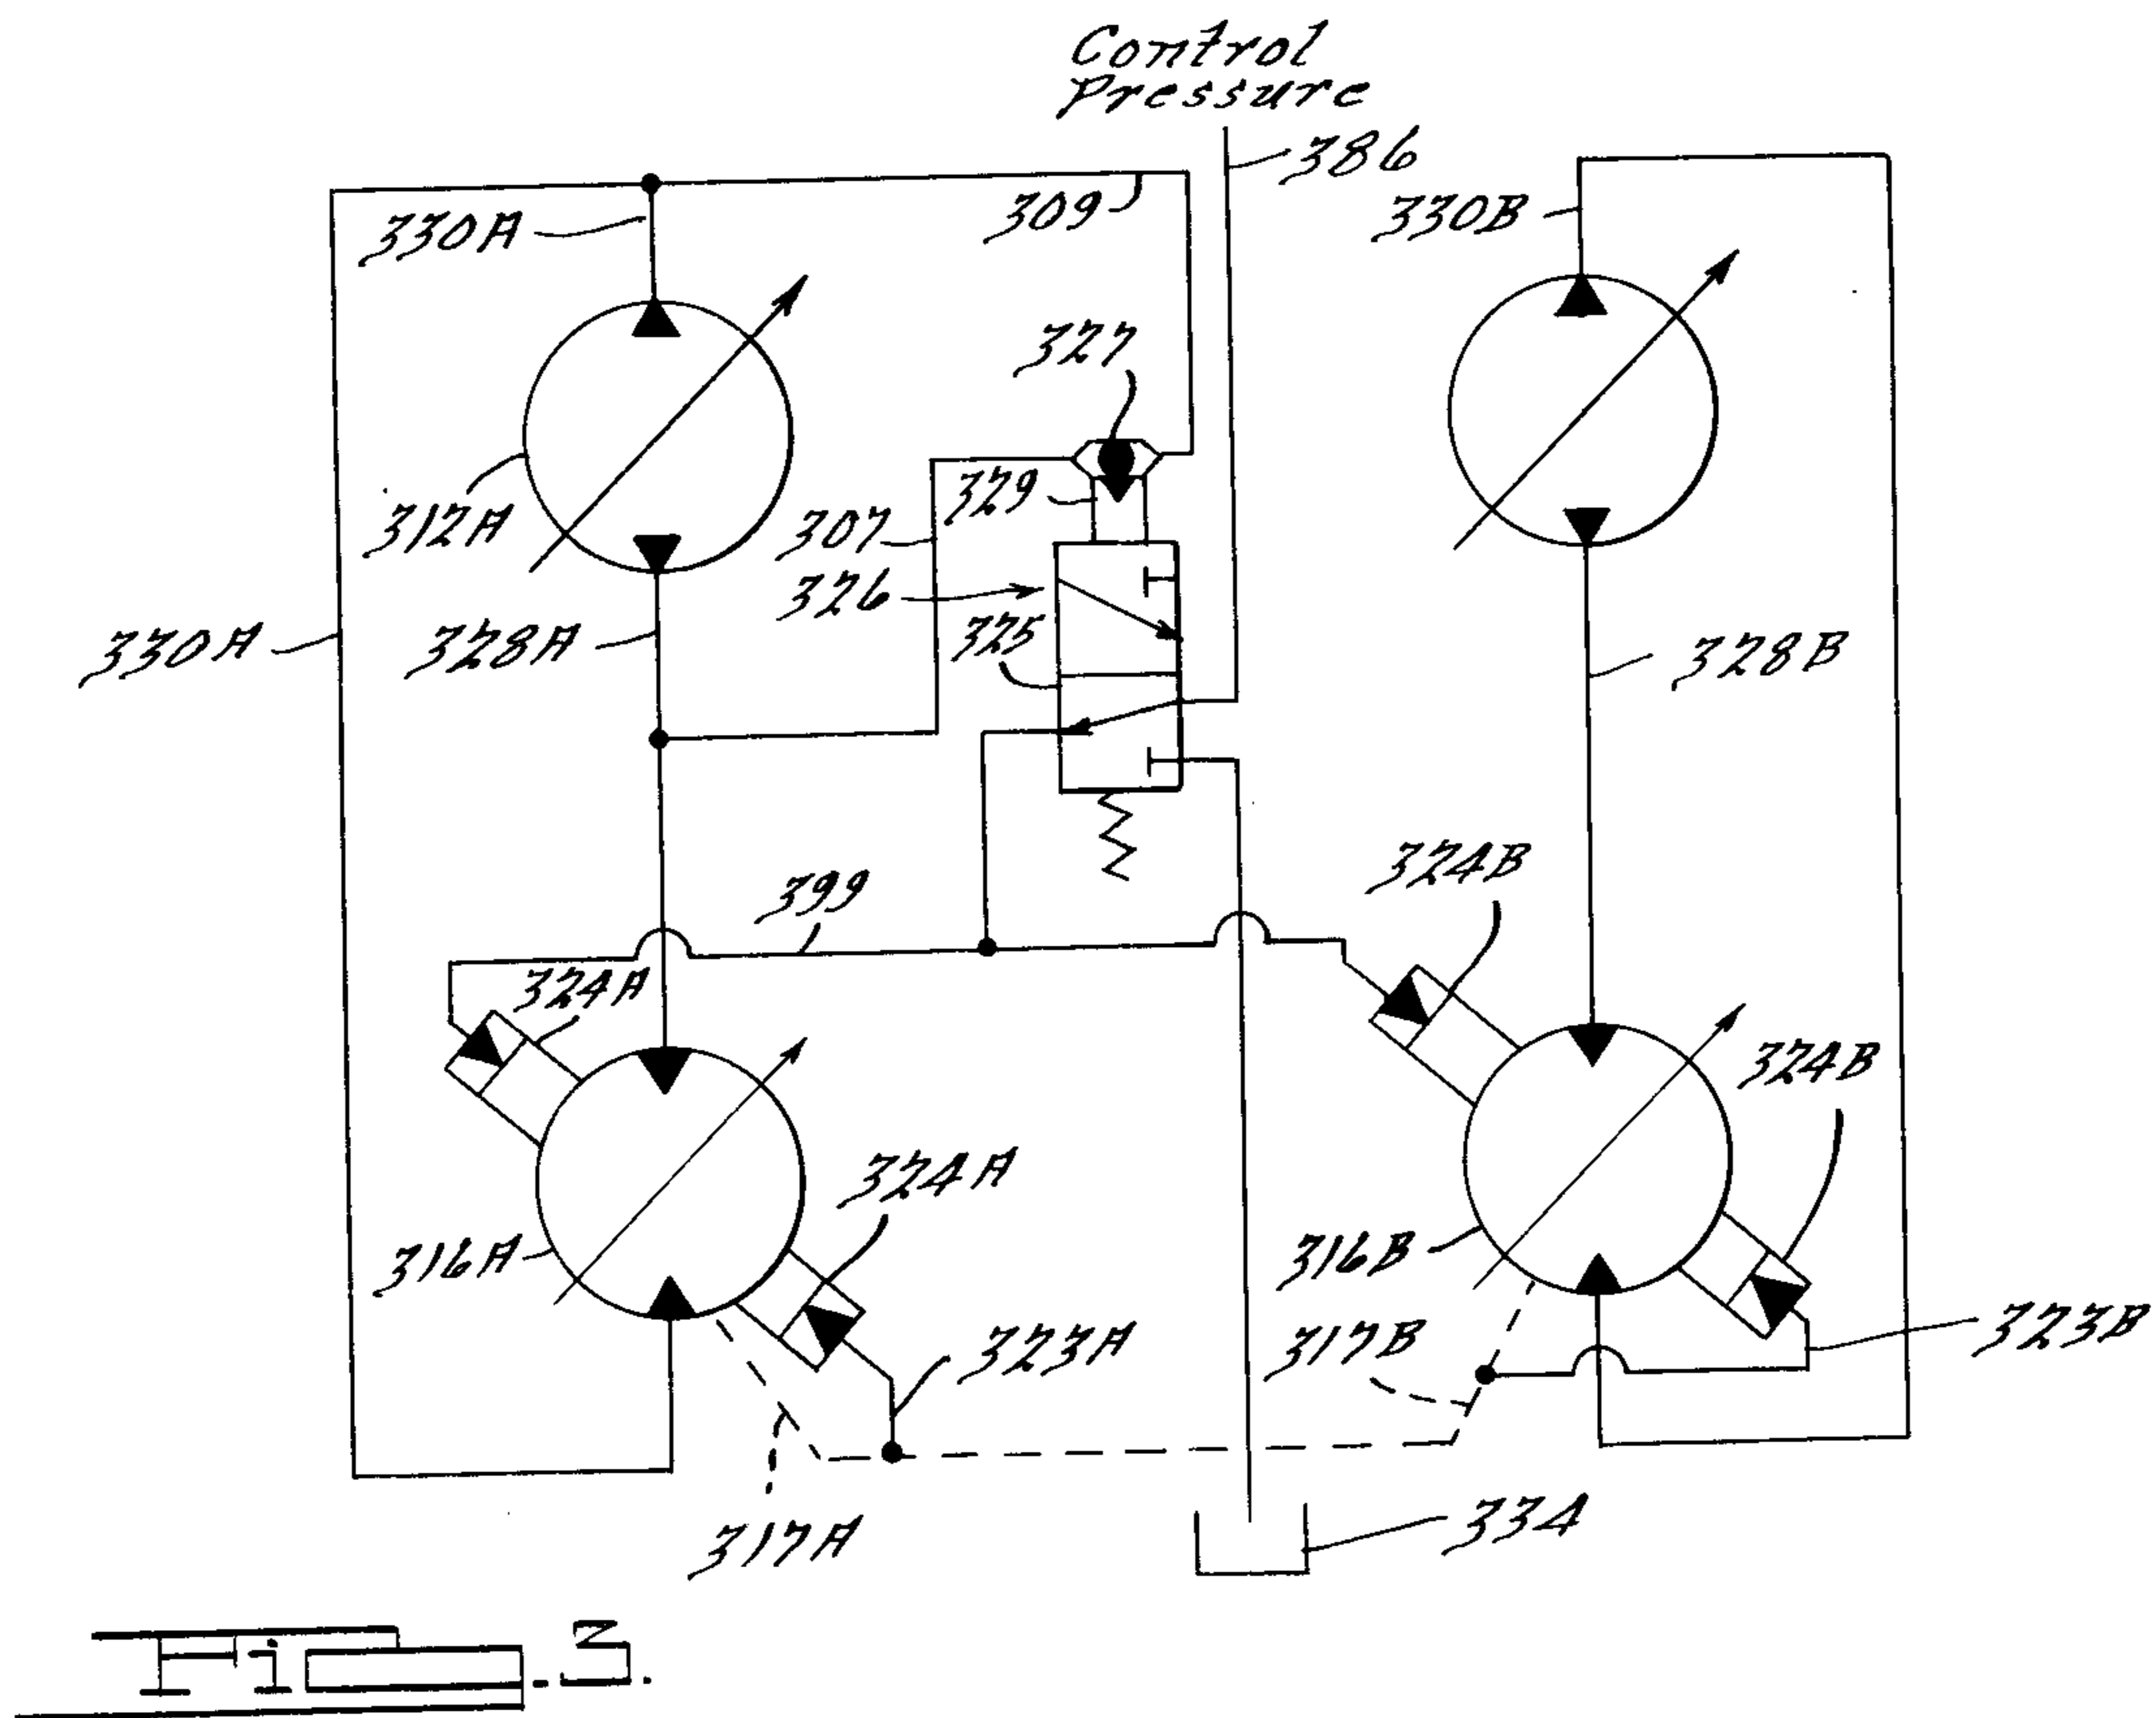 Control
Pressure
386
330A
309
330B
327
329
312A
307
326
325
330A
328A
328B
399
324B
324A
324B
324A
316A
316B
323A
317B
323B
317A
334
Fig. 3.